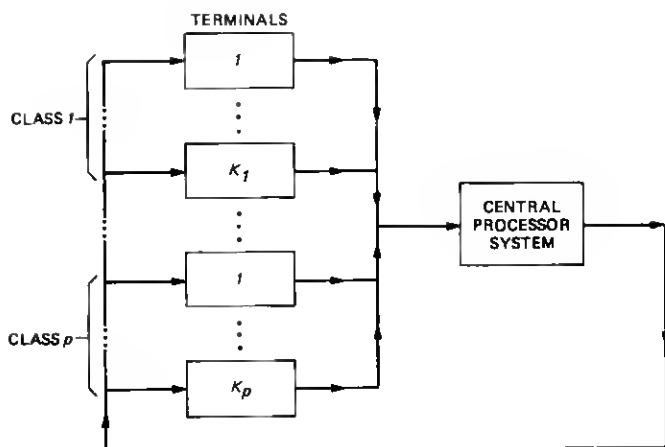 TERMINALS
1
CLASS 1
K1
CENTRAL
PROCESSOR
SYSTEM
1
CLASS p
Kp